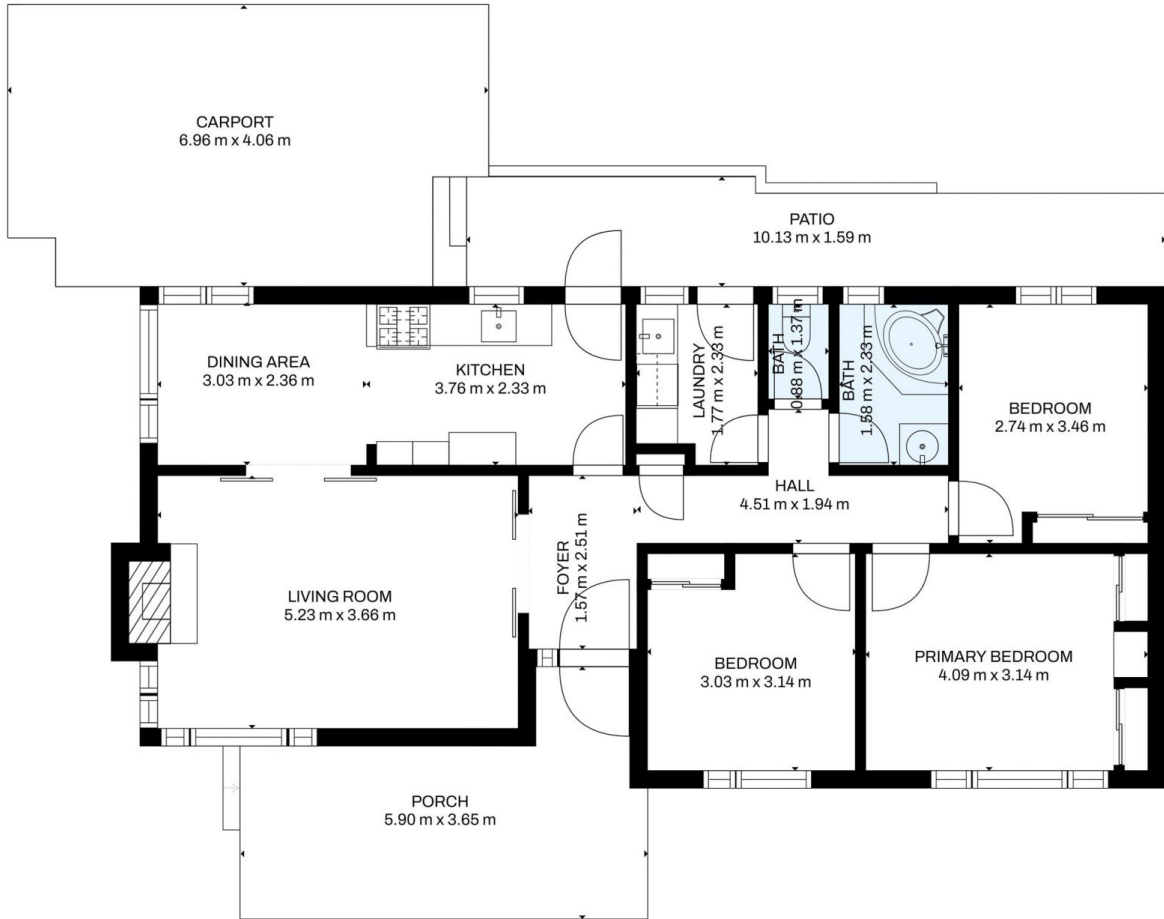 CARPORT
6.96 m x 4.06 m
PATIO
10.13 m x 1.59 m
DINING AREA
3.03 m x 2.36 m
KITCHEN
3.76 m x 2.33 m
LAUNDRY
1.77 m x 2.33 m
BATH
0.88 m x 1.37 m
BATH
1.58 m x 2.33 m
BEDROOM
2.74 m x 3.46 m
HALL
4.51 m x 1.94 m
FOYER
1.57 m x 2.51 m
LIVING ROOM
5.23 m x 3.66 m
BEDROOM
3.03 m x 3.14 m
PRIMARY BEDROOM
4.09 m x 3.14 m
PORCH
5.90 m x 3.65 m